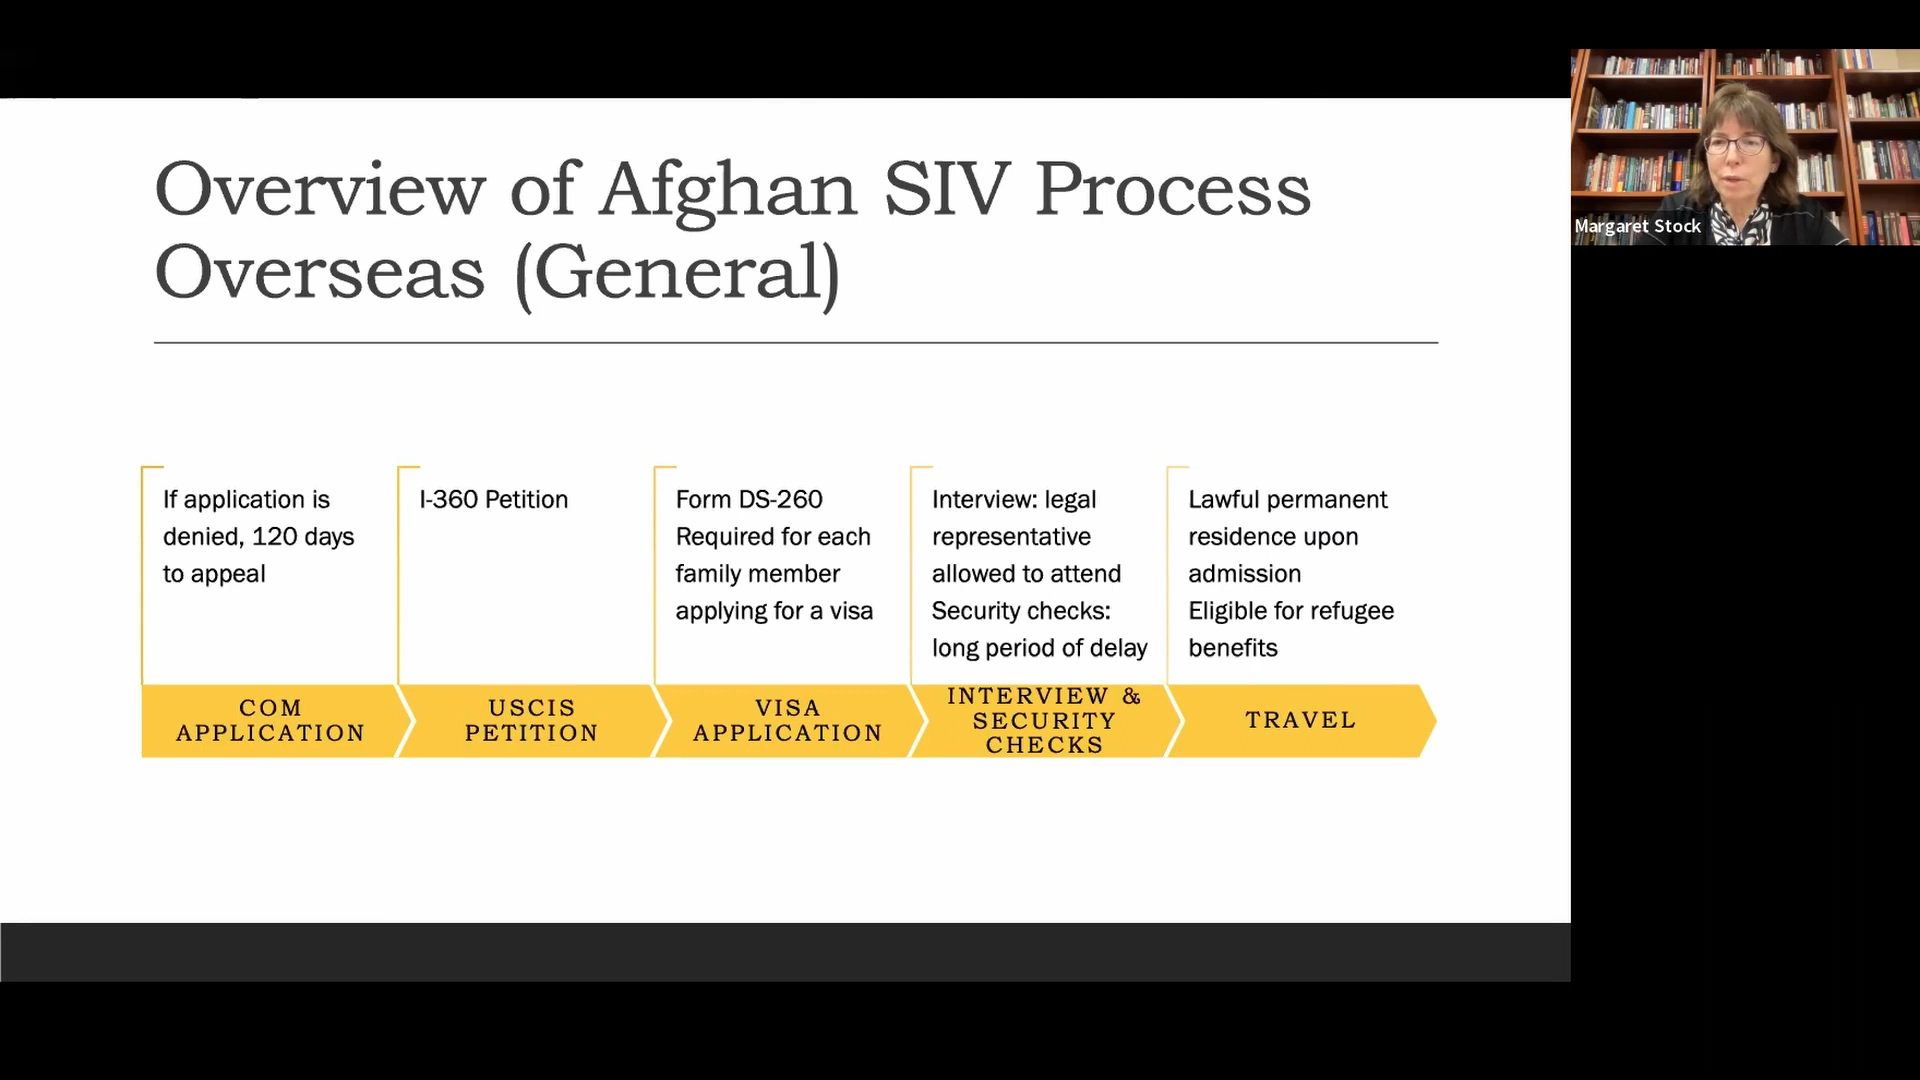 Overview of Afghan SIV Process
Overseas (General)
Margaret Stock
If application is
denied, 120 days
to appeal
I-360 Petition
Form DS-260
Required for each
family member
applying for a visa
Interview: legal
representative
allowed to attend
Security checks:
long period of delay
Lawful permanent
residence upon
admission
Eligible for refugee
benefits
COM
APPLICATION
USCIS
PETITION
VISA
APPLICATION
INTERVIEW &
SECURITY
CHECKS
TRAVEL